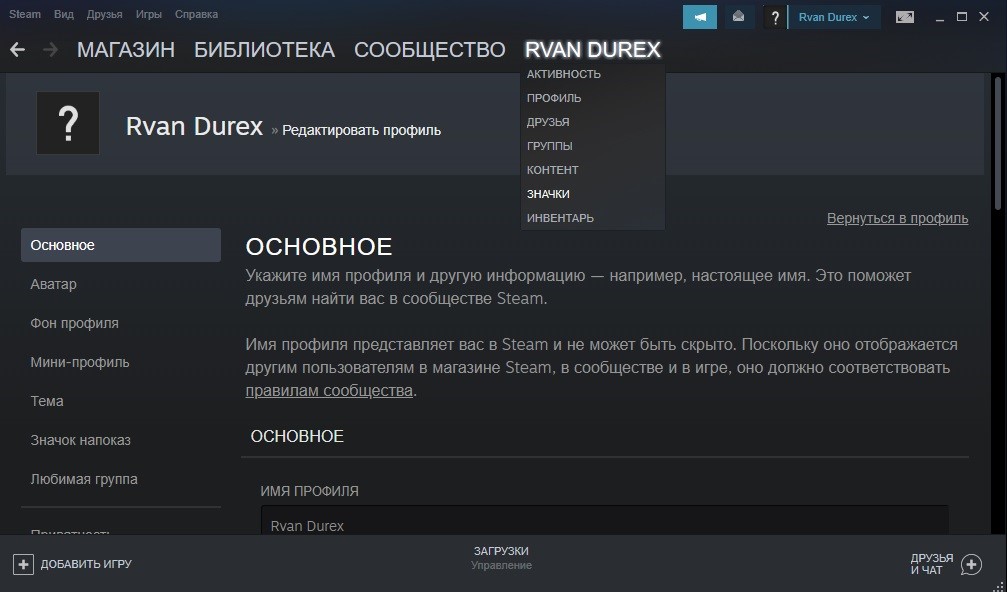 Steam Вид Друзья Игры Справка
? Rvan Durex
МАГАЗИН БИБЛИОТЕКА СООБЩЕСТВО RVAN DUREX
АКТИВНОСТЬ
ПРОФИЛЬ
ДРУЗЬЯ
ГРУППЫ
КОНТЕНТ
ЗНАЧКИ
ИНВЕНТАРЬ
?
Rvan Durex » Редактировать профиль
Вернуться в профиль
Основное
Аватар
Фон профиля
Мини-профиль
Тема
Значок напоказ
Любимая группа
Приватность
ОСНОВНОЕ
Укажите имя профиля и другую информацию — например, настоящее имя. Это поможет
друзьям найти вас в сообществе Steam.
Имя профиля представляет вас в Steam и не может быть скрыто. Поскольку оно отображается
другим пользователям в магазине Steam, в сообществе и в игре, оно должно соответствовать
правилам сообщества.
ОСНОВНОЕ
ИМЯ ПРОФИЛЯ
Rvan Durex
ДОБАВИТЬ ИГРУ
ЗАГРУЗКИ
Управление
ДРУЗЬЯ
И ЧАТ